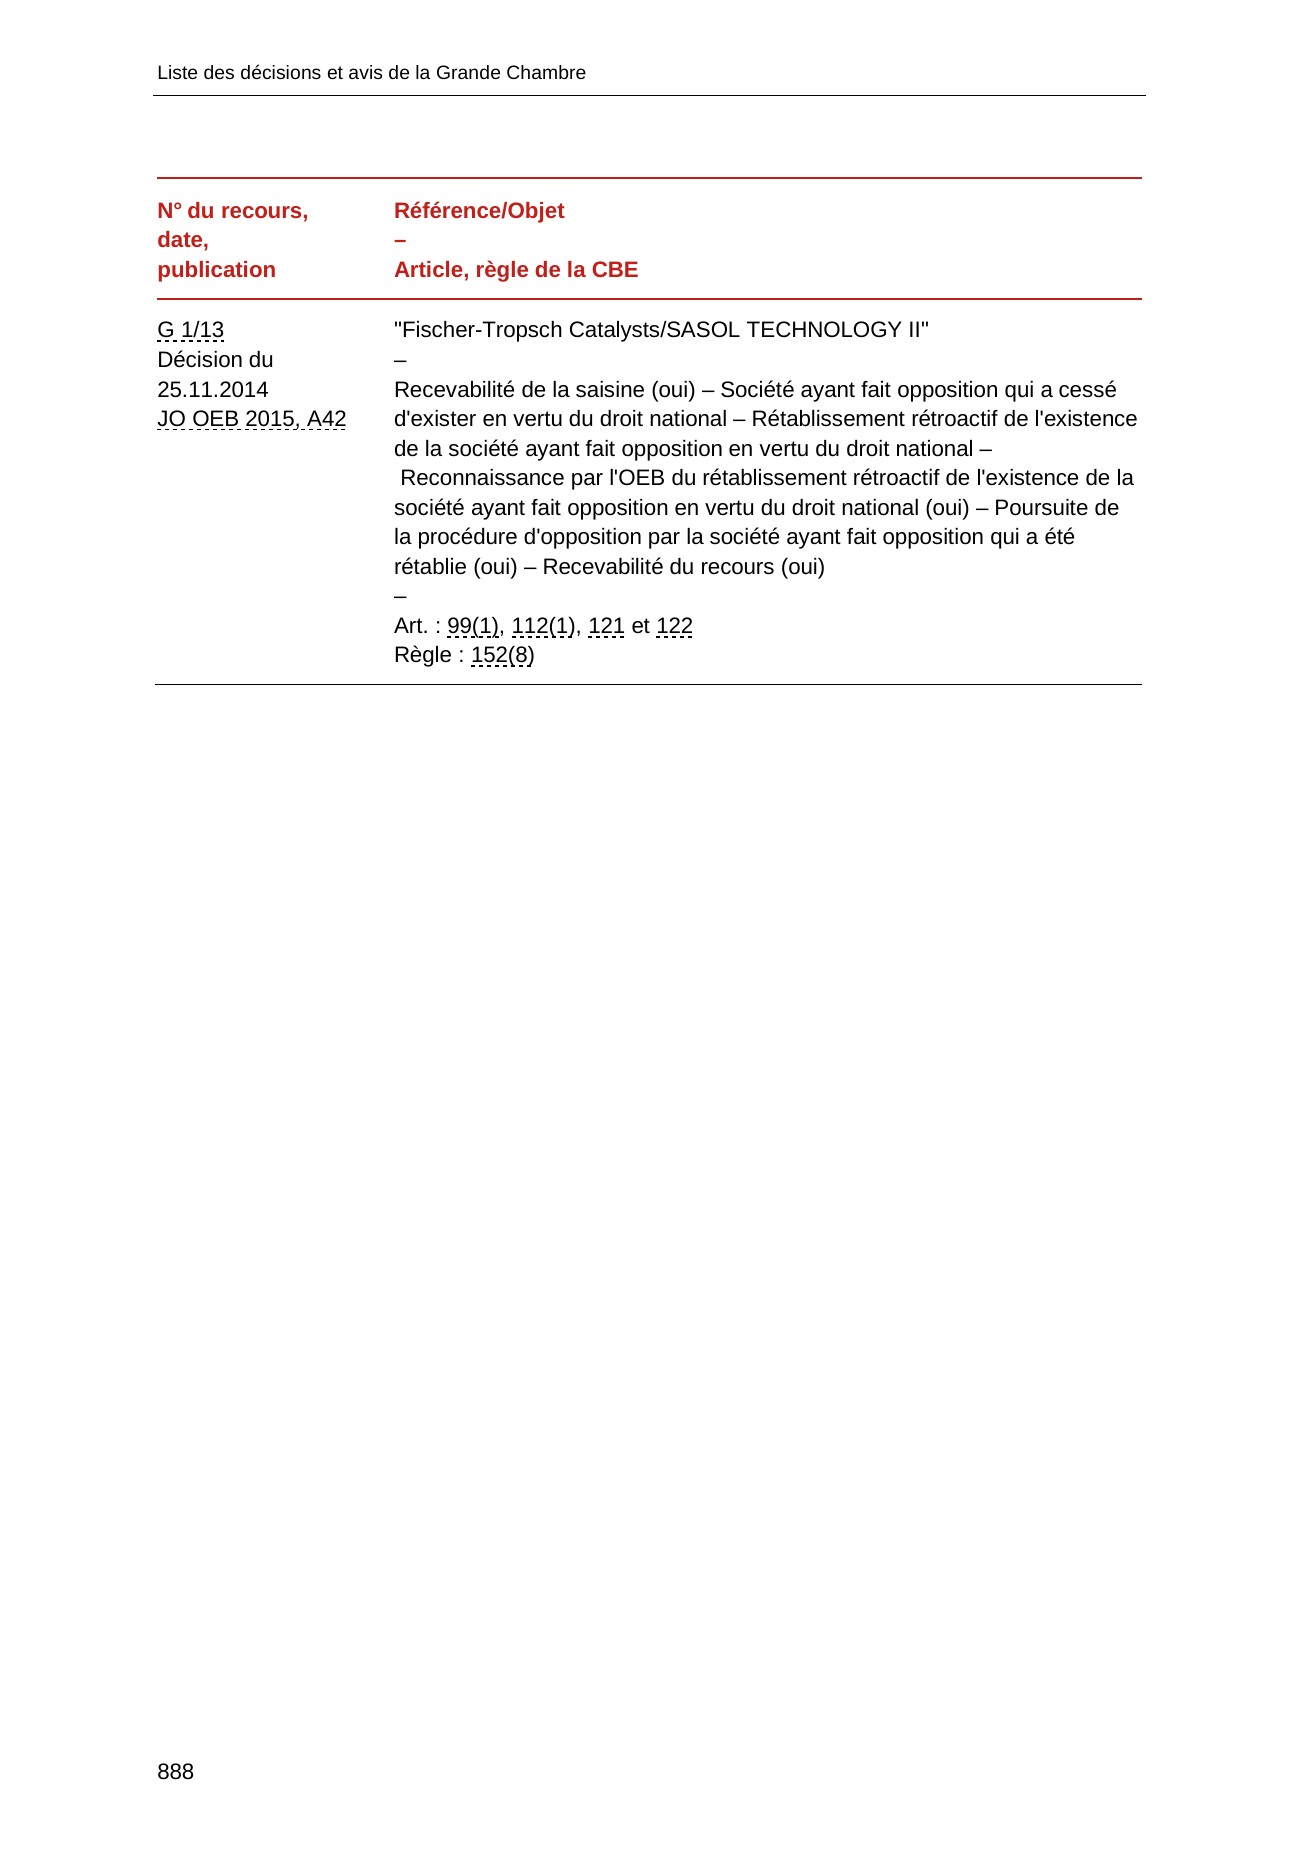 Liste des décisions et avis de la Grande Chambre
N° du recours,
date,
publication
Référence/Objet
–
Article, règle de la CBE
G 1/13
Décision du
25.11.2014
JO OEB 2015, A42
"Fischer-Tropsch Catalysts/SASOL TECHNOLOGY II"
–
Recevabilité de la saisine (oui) – Société ayant fait opposition qui a cessé
d'exister en vertu du droit national – Rétablissement rétroactif de l'existence
de la société ayant fait opposition en vertu du droit national –
Reconnaissance par l'OEB du rétablissement rétroactif de l'existence de la
société ayant fait opposition en vertu du droit national (oui) – Poursuite de
la procédure d'opposition par la société ayant fait opposition qui a été
rétablie (oui) – Recevabilité du recours (oui)
–
Art. : 99(1), 112(1), 121 et 122
Règle : 152(8)
888